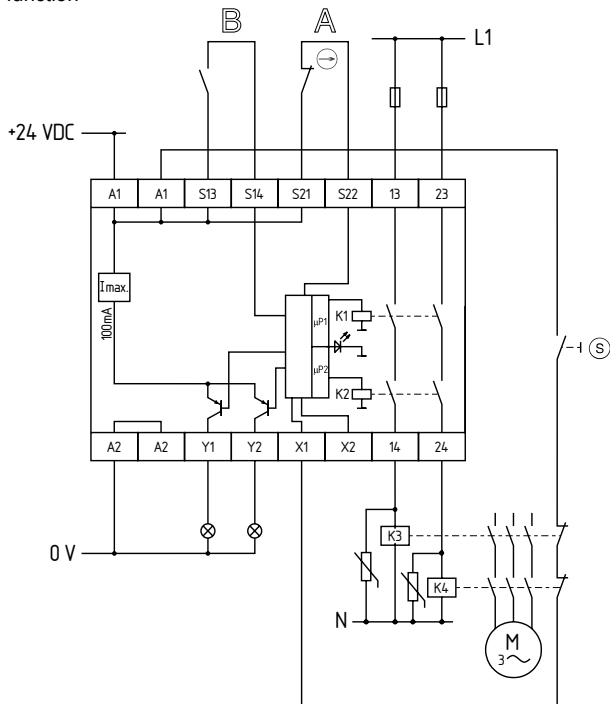 function
B A
L1
+24 VDC
A1 A1 S13 S14 S21 S22 13 23
Imax.
100mA
µP1
K1
µP2
K2
S
A2 A2 Y1 Y2 X1 X2 14 24
K3
0 V
K4
N
M
3